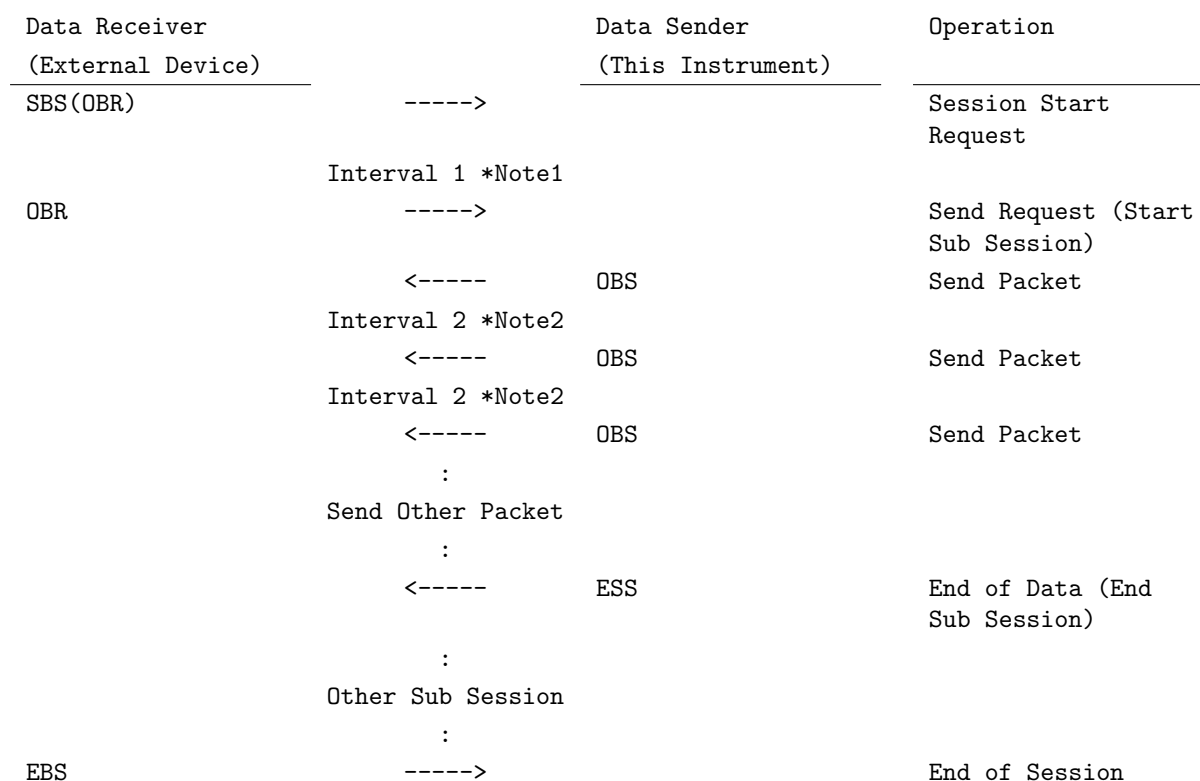 Data Receiver Data Sender Operation
(External Device) (This Instrument)
SBS(OBR) -----> Session Start
Request
Interval 1 *Note1
OBR -----> Send Request (Start
Sub Session)
<----- OBS Send Packet
Interval 2 *Note2
<----- OBS Send Packet
Interval 2 *Note2
<----- OBS Send Packet
:
Send Other Packet
:
<----- ESS End of Data (End
Sub Session)
:
Other Sub Session
:
EBS -----> End of Session